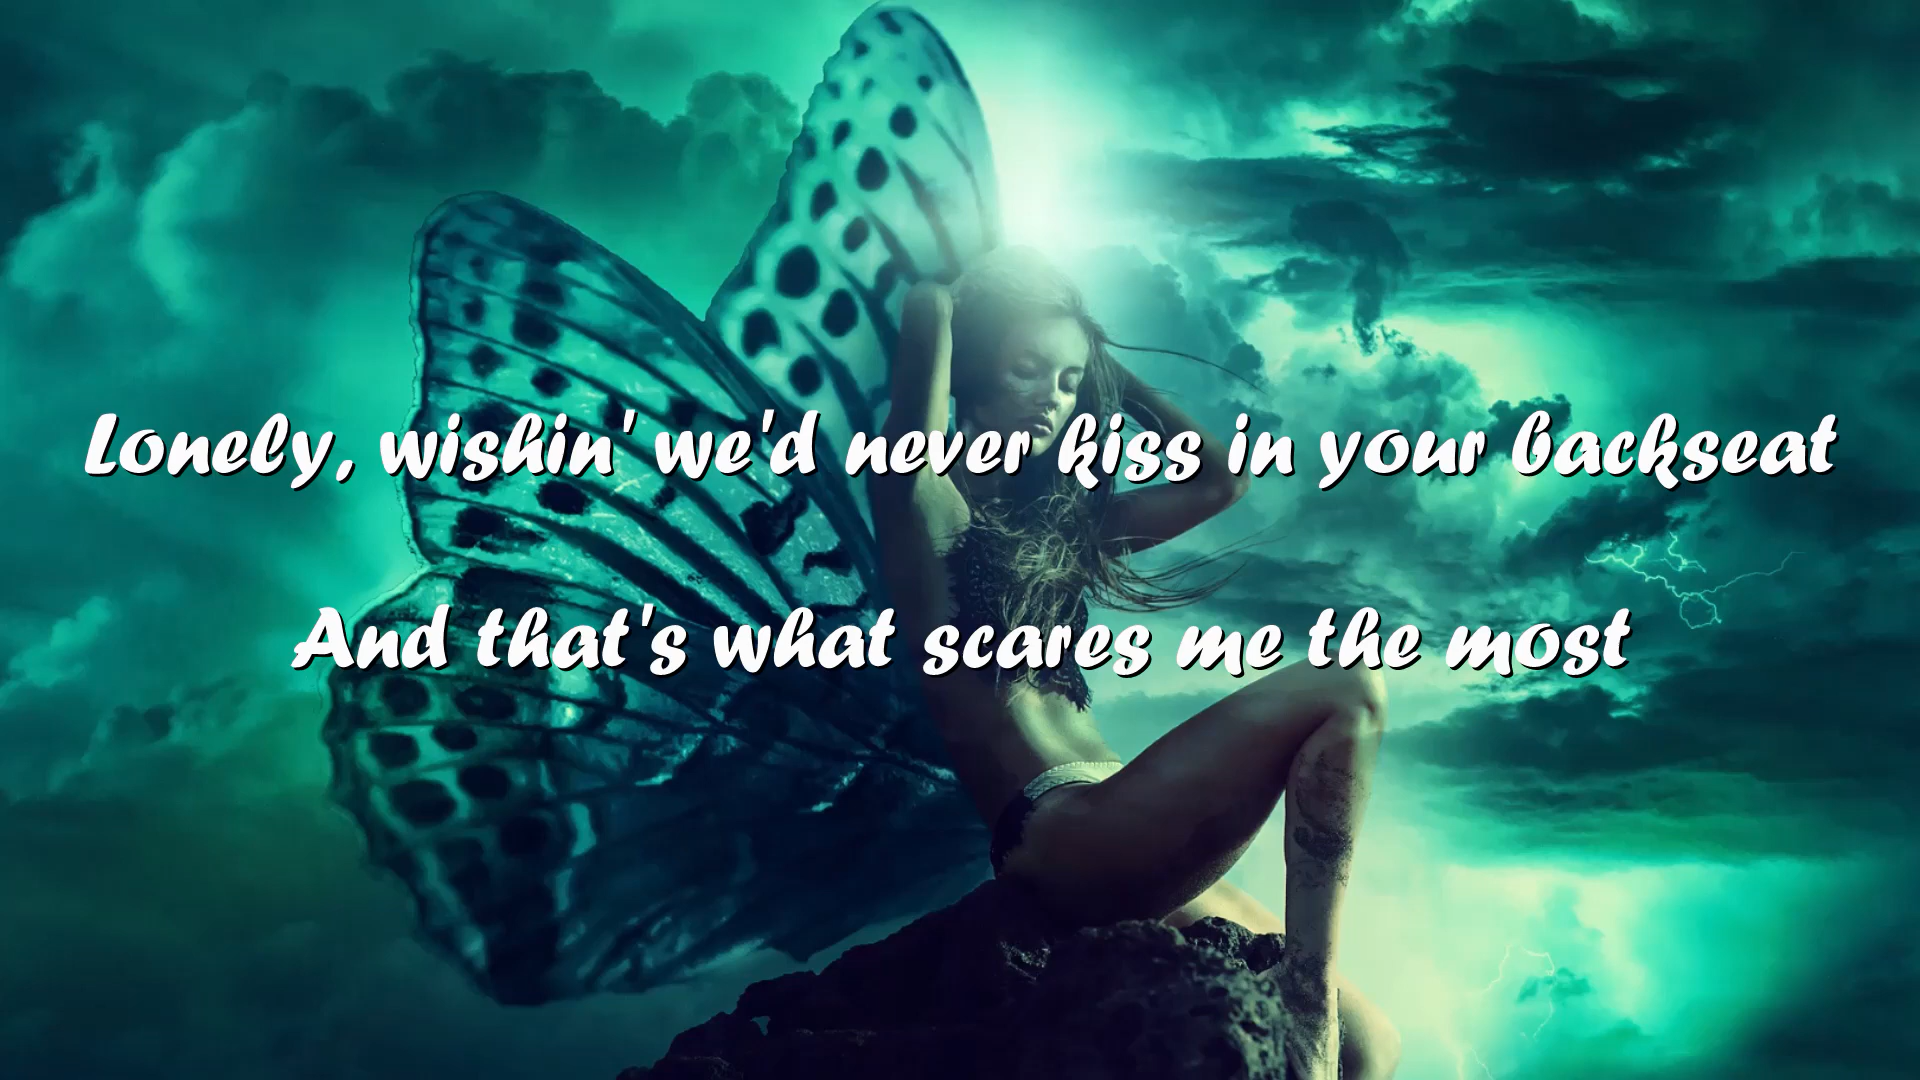 Lonely, wishin' we'd never kiss in your backseat
And that's what scares me the most